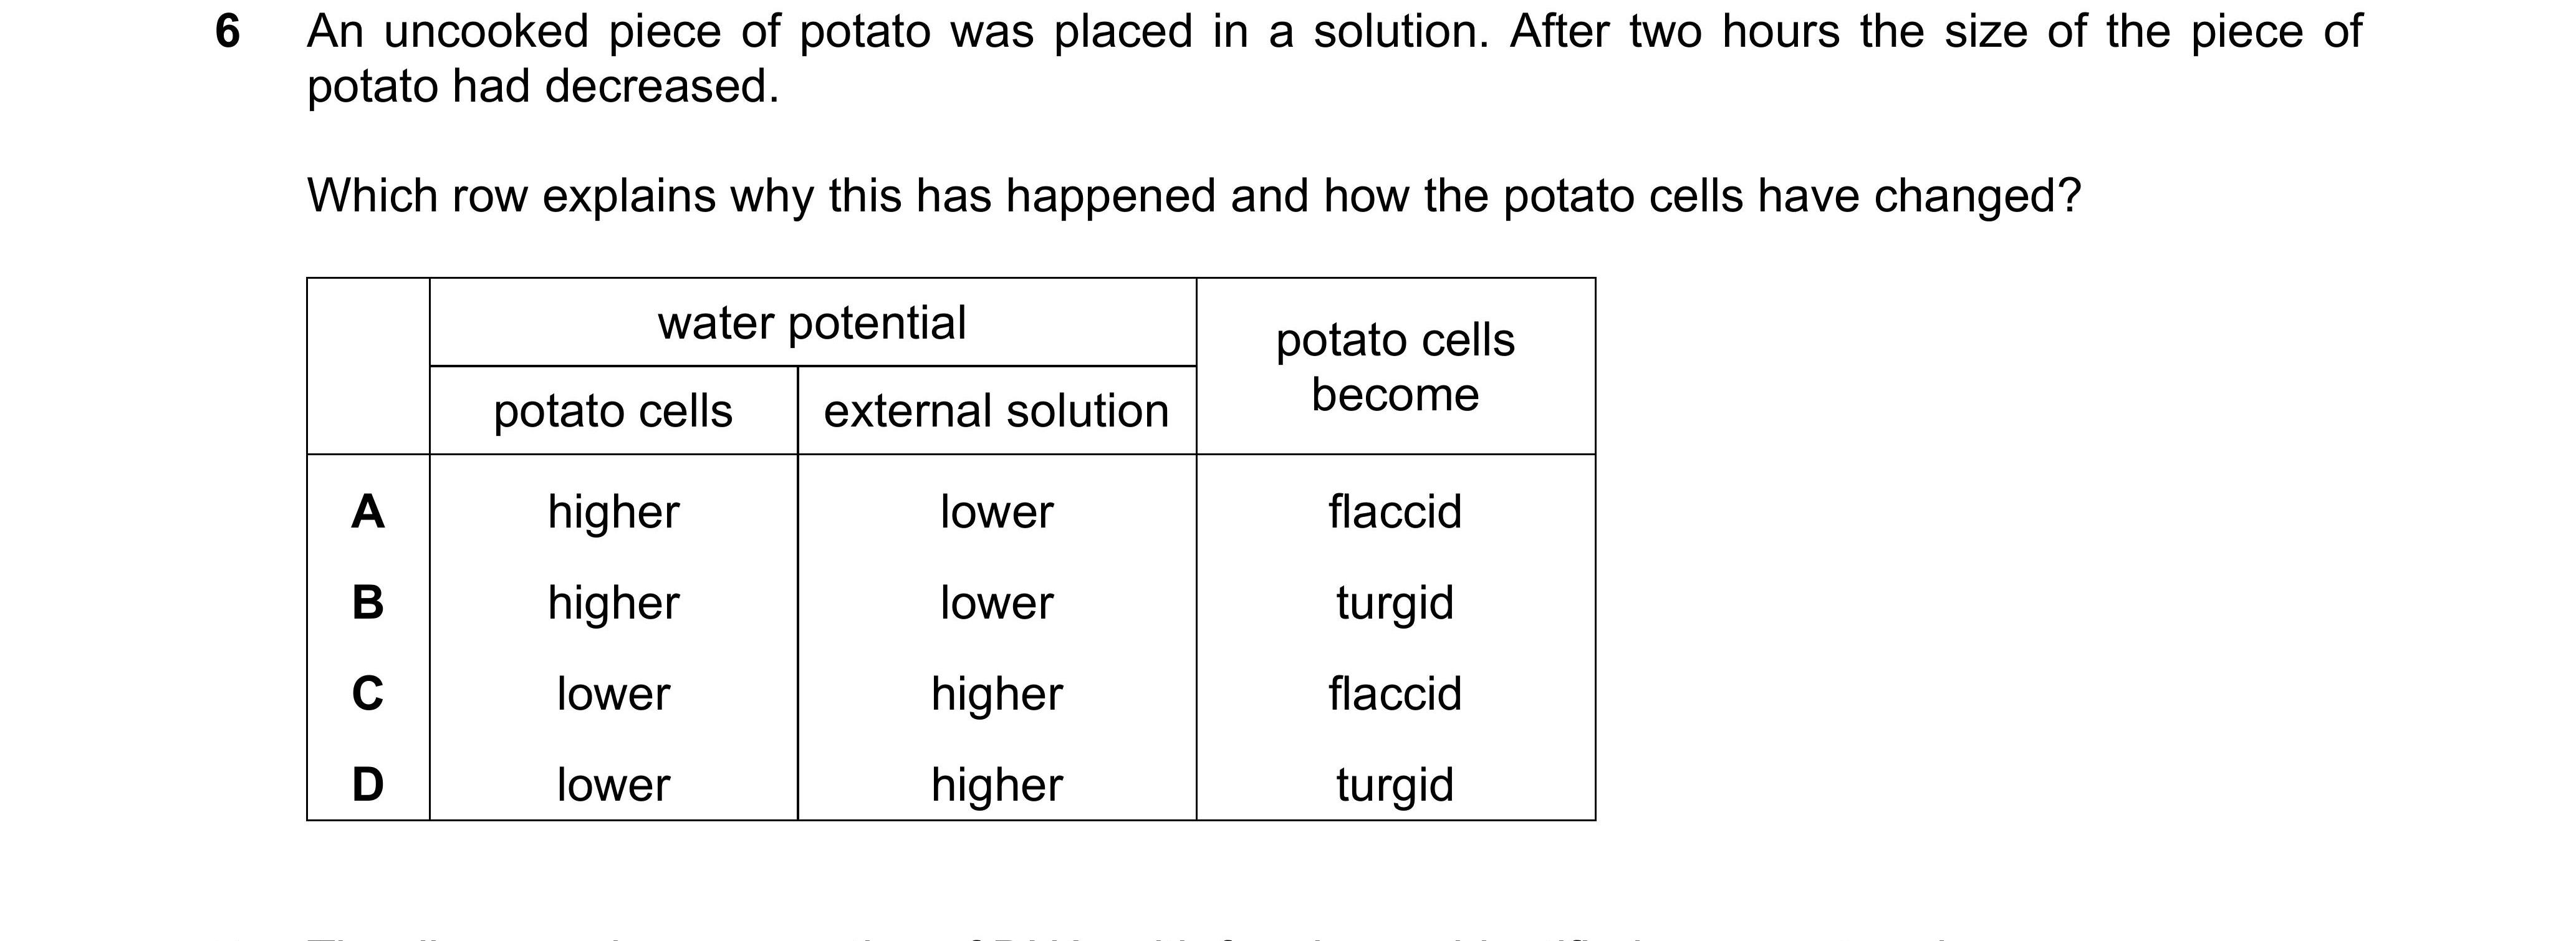 6 An uncooked piece of potato was placed in a solution. After two hours the size of the piece of
potato had decreased.
Which row explains why this has happened and how the potato cells have changed?
water potential
potato cells become
potato cells external solution
A higher lower flaccid
B higher lower turgid
C lower higher flaccid
D lower higher turgid